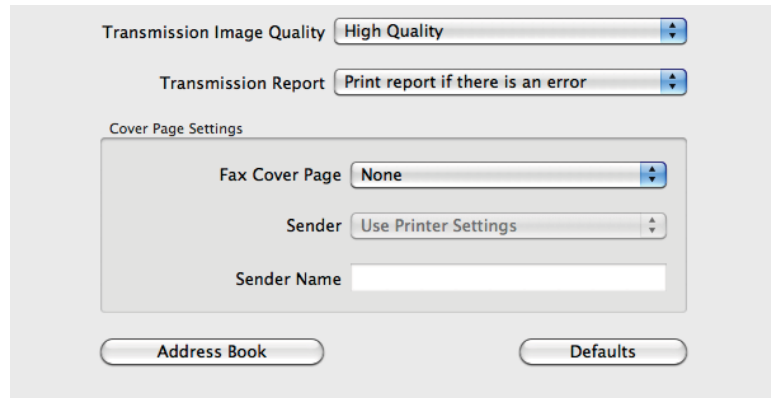 Transmission Image Quality High Quality
Transmission Report Print report if there is an error
Cover Page Settings
Fax Cover Page None
Sender Use Printer Settings
Sender Name
Address Book Defaults